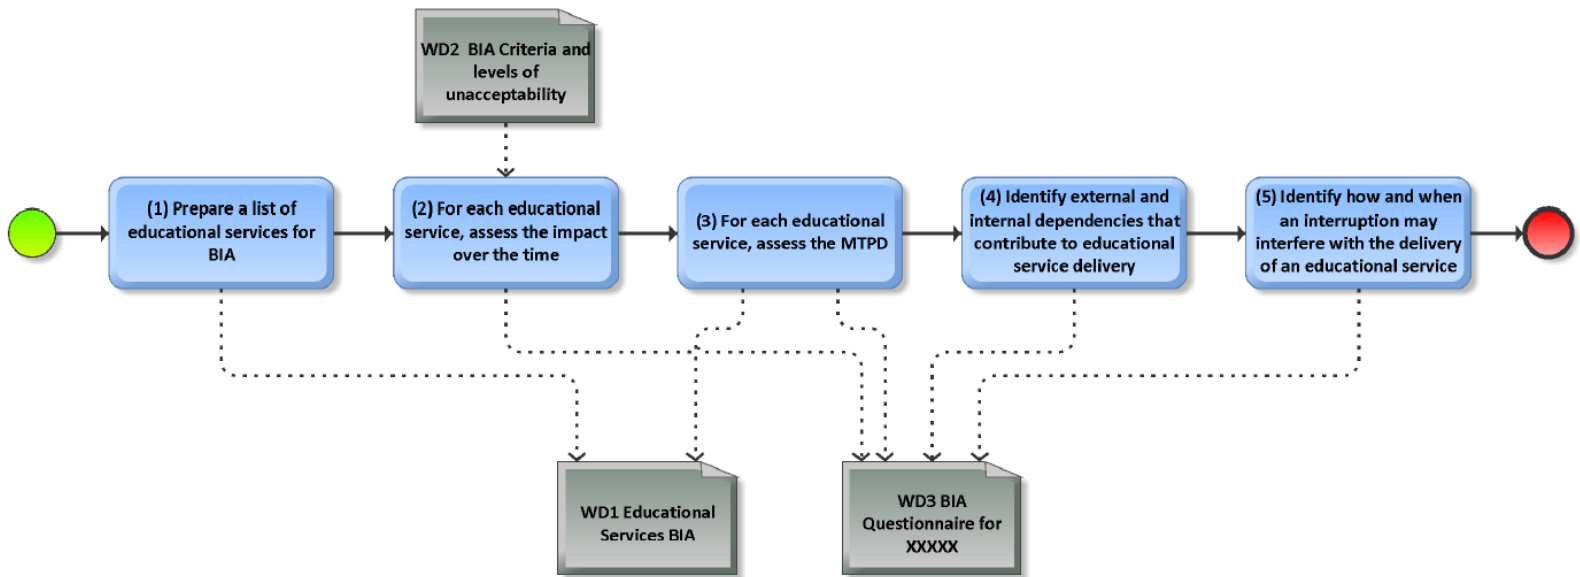 WD2  BIA Criteria and
levels of
unacceptability
(1) Prepare a list of
educational services for
BIA
(2) For each educational
service, assess the impact
over the time
(3) For each educational
service, assess the MTPD
(4) Identify external and
internal dependencies that
contribute to educational
service delivery
(5) Identify how and when
an interruption may
interfere with the delivery
of an educational service
WD1 Educational
Services BIA
WD3 BIA
Questionnaire for
XXXXX